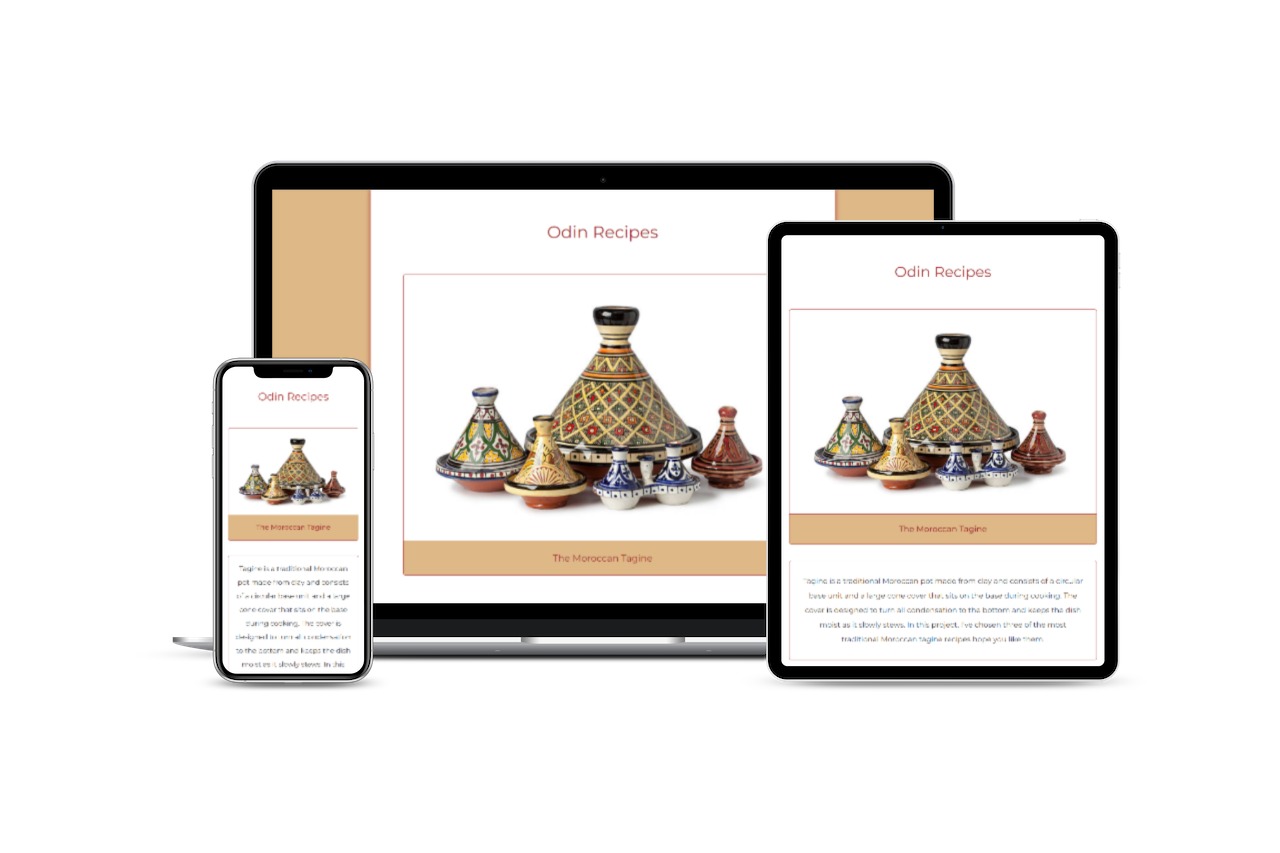 Odin Recipes
The Moroccan Tagine
Odin Recipes
The Moroccan Tagine
Tagine is a traditional Moroccan
pot made from clay and consists
of a circular base unit and a large
cone cover that sits on the base
during cooking. The cover is
designed to turn all condensation
to the bottom and keeps the dish
moist as it slowly stews. In this
Odin Recipes
The Moroccan Tagine
Tagine is a traditional Moroccan pot made from clay and consists of a circular
base unit and a large cone cover that sits on the base during cooking. The
cover is designed to turn all condensation to the bottom and keeps the dish
moist as it slowly stews. In this project, I've chosen three of the most
traditional Moroccan tagine recipes hope you like them.